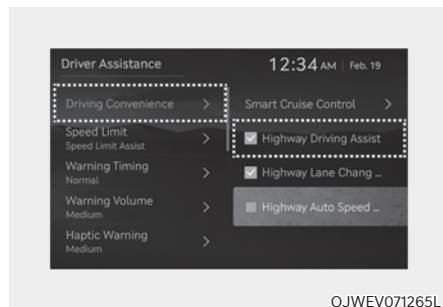 Driver Assistance
12:34 AM | Feb. 19
Driving Convenience
Smart Cruise Control
Speed Limit
Speed Limit Assist
Highway Driving Assist
Warning Timing
Normal
Highway Lane Chang ...
Warning Volume
Medium
Highway Auto Speed ...
Haptic Warning
Medium
OJWEV071265L